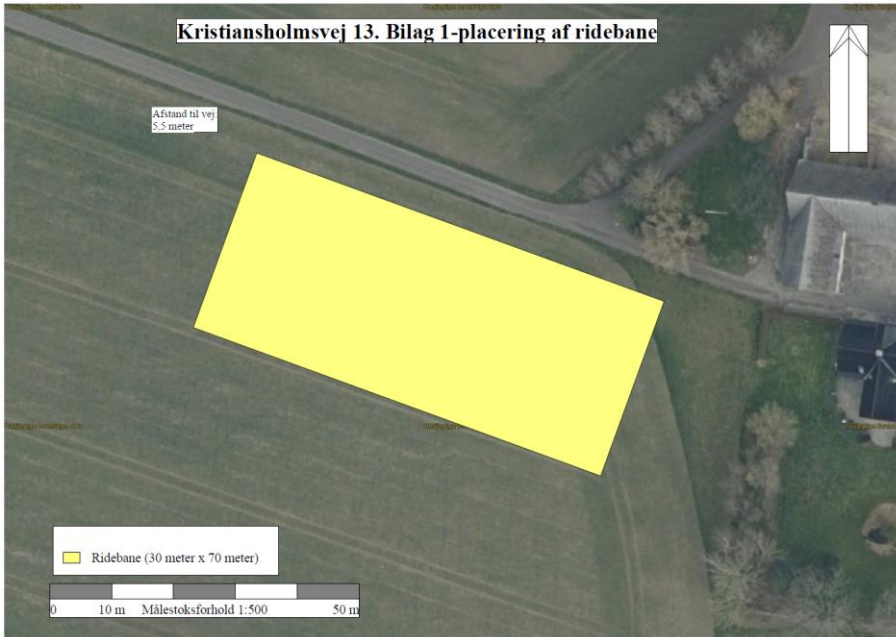 Kristiansholmsvej 13. Bilag 1-placering af ridebane
Afstand til vej:
5,5 meter
Ridebane (30 meter x 70 meter)
0 10 m Målestoksforhold 1:500 50 m